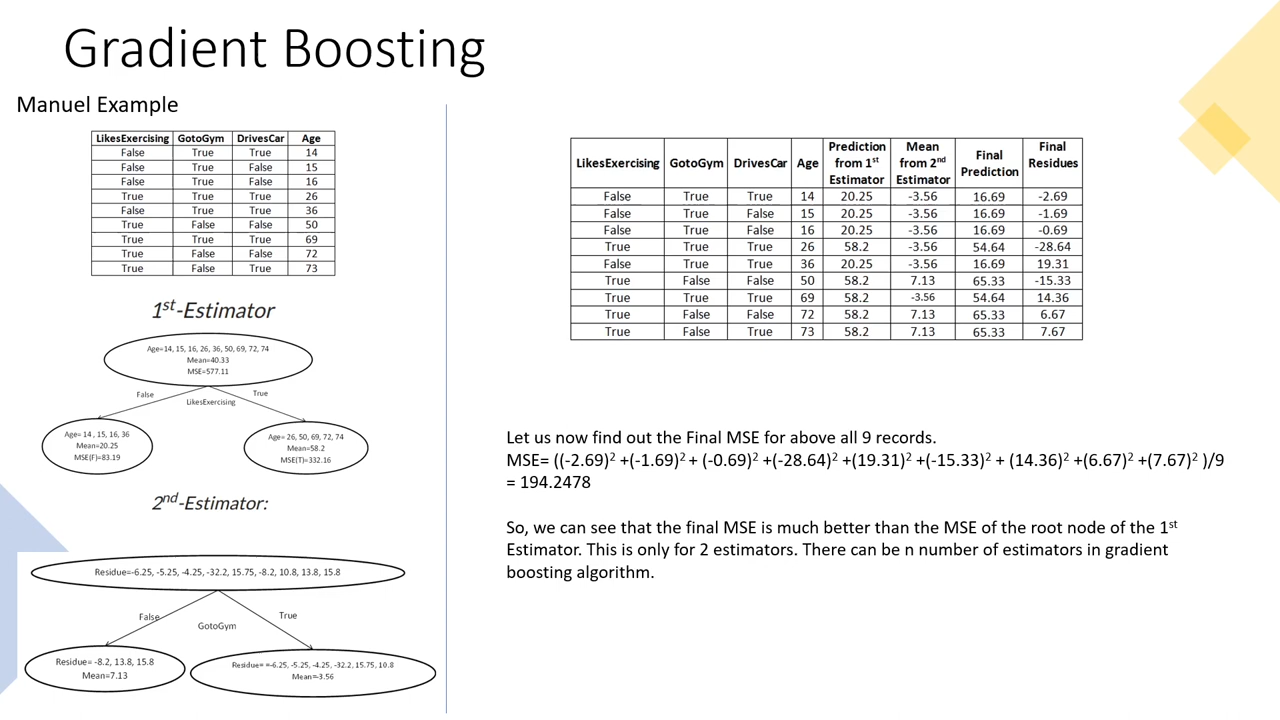 Gradient Boosting
Manuel Example
LikesExercising GotoGym DrivesCar Age
False True True 14
False True False 15
False True False 16
True True True 26
False True True 36
True False False 50
True True True 69
True False False 72
True False True 73
1st-Estimator
Age=14, 15, 16, 26, 36, 50, 69, 72, 74
Mean=40.33
MSE=577.11
False
True
LikesExercising
Age= 14 , 15, 16, 36
Mean=20.25
MSE(F)=83.19
Age= 26, 50, 69, 72, 74
Mean=58.2
MSE(T)=332.16
2nd-Estimator:
Residue=-6.25, -5.25, -4.25, -32.2, 15.75, -8.2, 10.8, 13.8, 15.8
False
True
GotoGym
Residue= -8.2, 13.8, 15.8
Mean=7.13
Residue= =-6.25, -5.25, -4.25, -32.2, 15.75, 10.8
Mean=-3.56
LikesExercising GotoGym DrivesCar Age Prediction from 1st Estimator Mean from 2nd Estimator Final Prediction Final Residues
False True True 14 20.25 -3.56 16.69 -2.69
False True False 15 20.25 -3.56 16.69 -1.69
False True False 16 20.25 -3.56 16.69 -0.69
True True True 26 58.2 -3.56 54.64 -28.64
False True True 36 20.25 -3.56 16.69 19.31
True False False 50 58.2 7.13 65.33 -15.33
True True True 69 58.2 -3.56 54.64 14.36
True False False 72 58.2 7.13 65.33 6.67
True False True 73 58.2 7.13 65.33 7.67
Let us now find out the Final MSE for above all 9 records.
MSE= ((-2.69)² +(-1.69)² + (-0.69)² +(-28.64)² +(19.31)² +(-15.33)² + (14.36)² +(6.67)² +(7.67)² )/9
= 194.2478
So, we can see that the final MSE is much better than the MSE of the root node of the 1st
Estimator. This is only for 2 estimators. There can be n number of estimators in gradient
boosting algorithm.